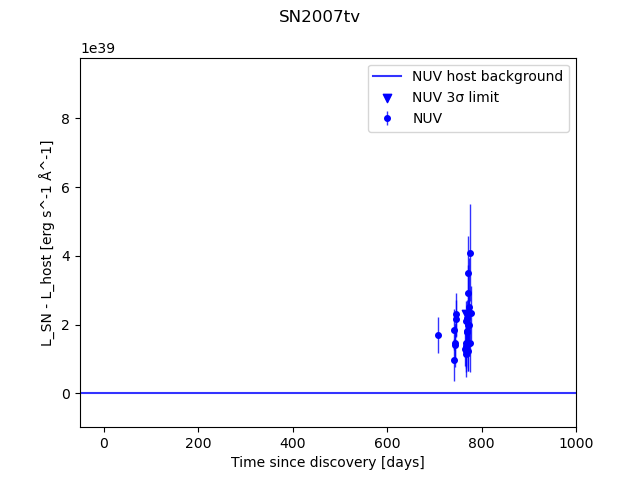 SN2007tv
1e39
NUV host background
NUV 3σ limit
NUV
L_SN - L_host [erg s^-1 Å^-1]
8
6
4
2
0
0 200 400 600 800 1000
Time since discovery [days]